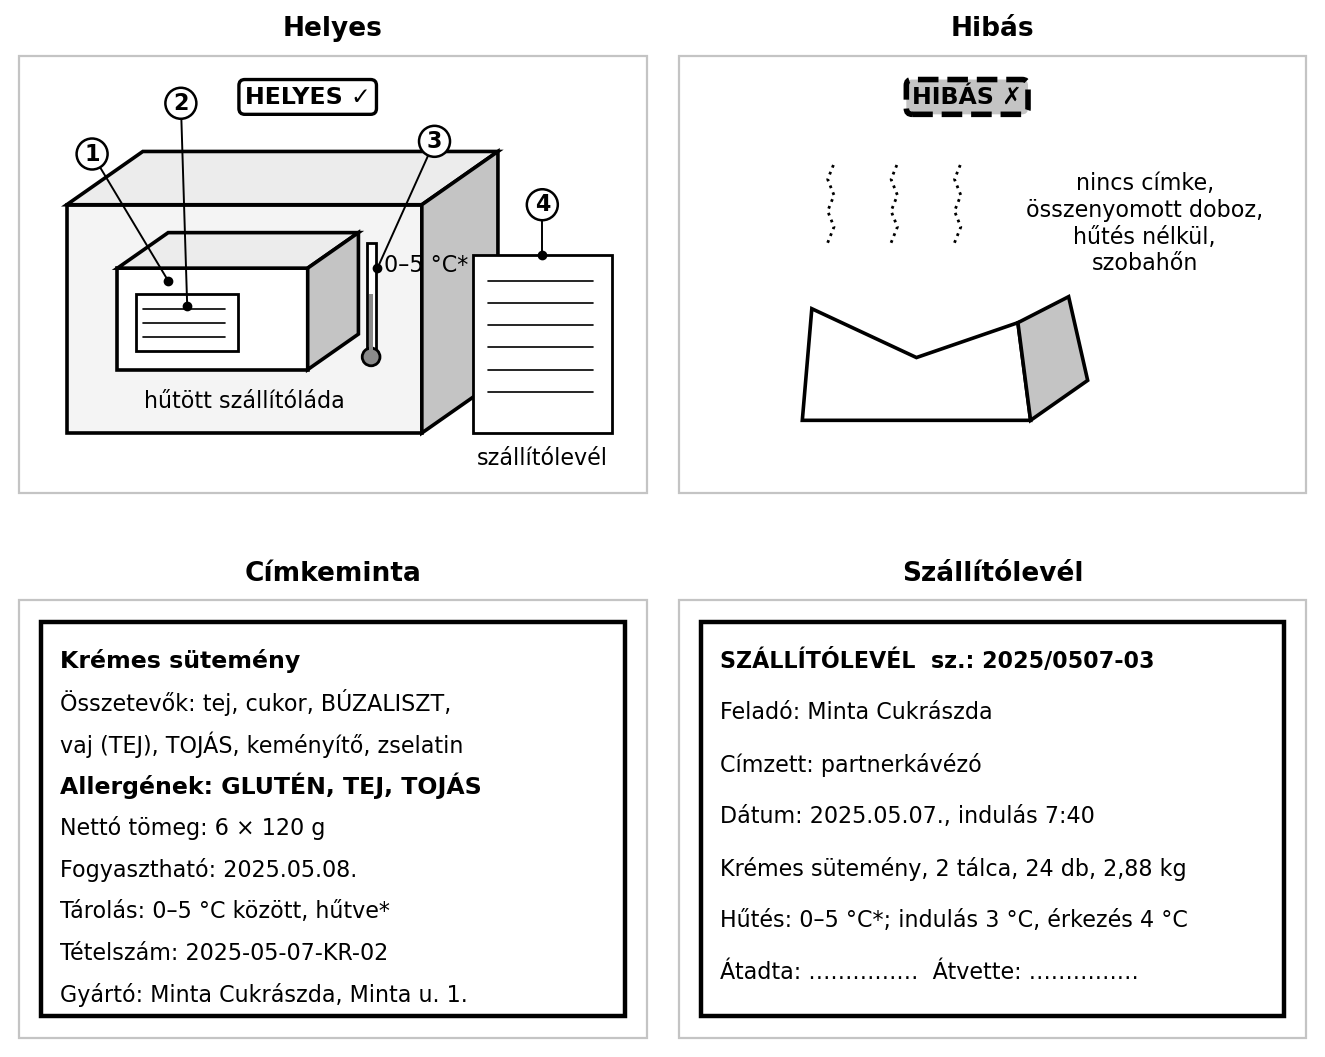 Helyes
HELYES ✓
1
2
3
4
0–5 °C*
hűtött szállítóláda
szállítólevél
Hibás
HIBÁS ✗
nincs címke,
összenyomott doboz,
hűtés nélkül,
szobahőn
Címkeminta
Krémes sütemény
Összetevők: tej, cukor, BÚZALISZT,
vaj (TEJ), TOJÁS, keményítő, zselatin
Allergének: GLUTÉN, TEJ, TOJÁS
Nettó tömeg: 6 × 120 g
Fogyasztható: 2025.05.08.
Tárolás: 0–5 °C között, hűtve*
Tételszám: 2025-05-07-KR-02
Gyártó: Minta Cukrászda, Minta u. 1.
Szállítólevél
SZÁLLÍTÓLEVÉL  sz.: 2025/0507-03
Feladó: Minta Cukrászda
Címzett: partnerkávézó
Dátum: 2025.05.07., indulás 7:40
Krémes sütemény, 2 tálca, 24 db, 2,88 kg
Hűtés: 0–5 °C*; indulás 3 °C, érkezés 4 °C
Átadta: ……………  Átvette: ……………